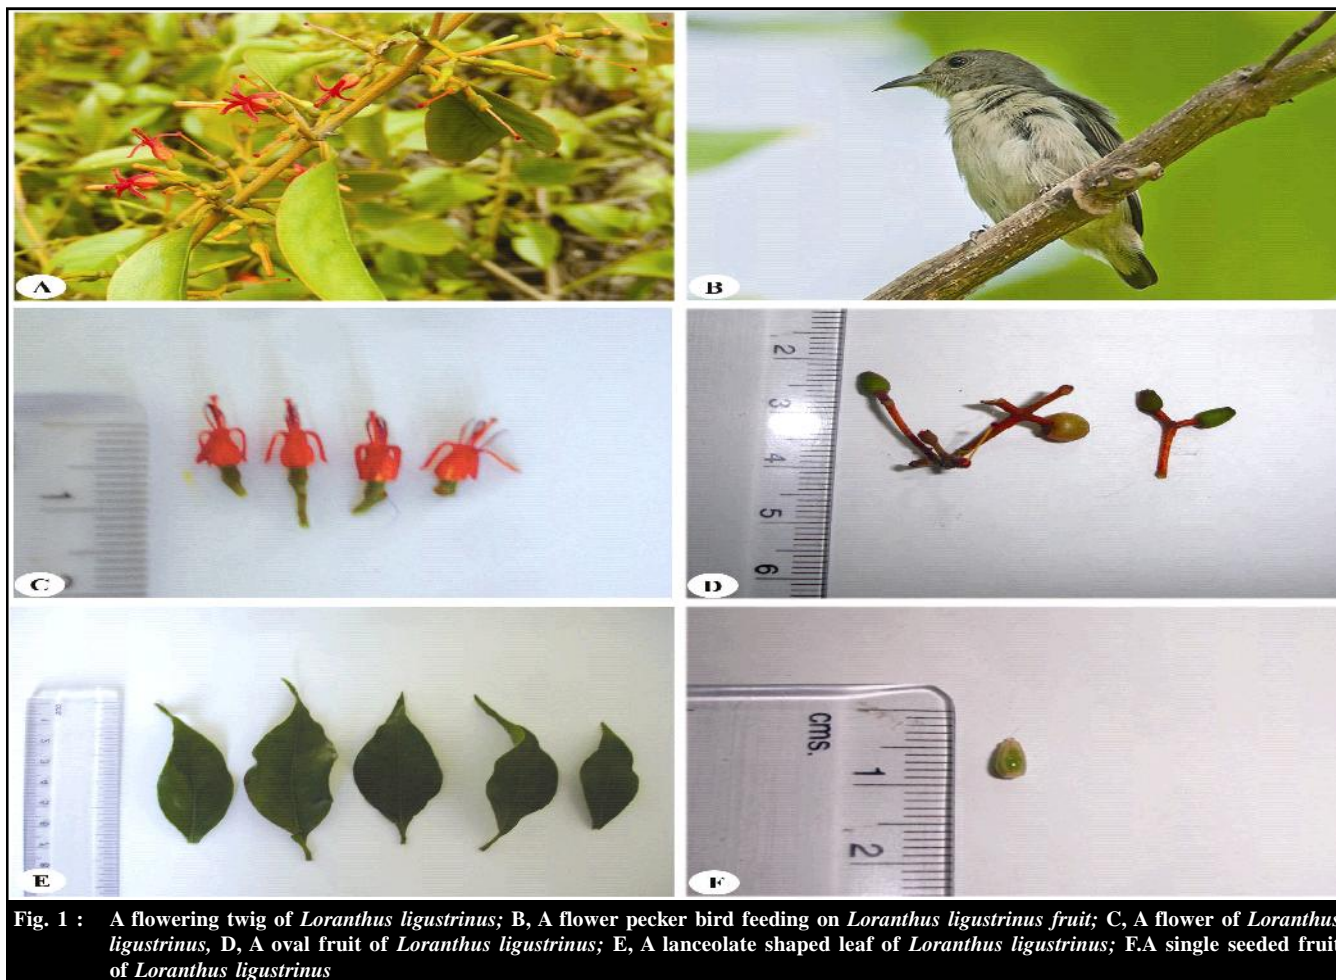 A
B
C
1
D
2
3
4
5
6
E
F
cms.
1
2
Fig. 1 : A flowering twig of Loranthus ligustrinus; B, A flower pecker bird feeding on Loranthus ligustrinus fruit; C, A flower of Loranthus
ligustrinus, D, A oval fruit of Loranthus ligustrinus; E, A lanceolate shaped leaf of Loranthus ligustrinus; F.A single seeded fruit
of Loranthus ligustrinus